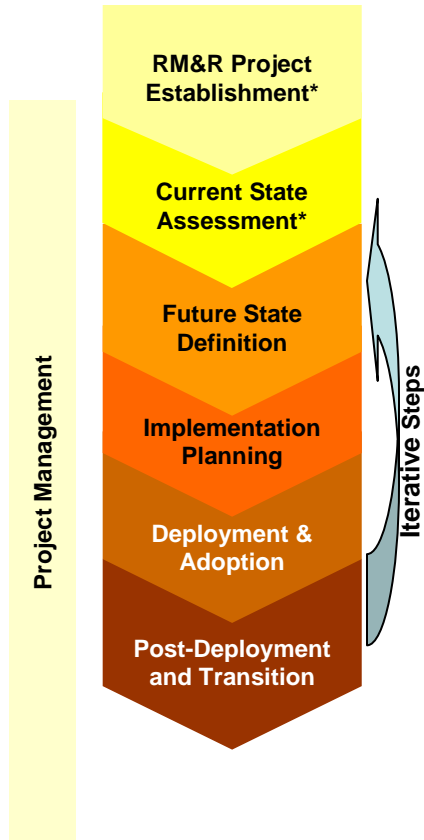 RM&R Project
Establishment*
Current State
Assessment*
Future State
Definition
Implementation
Planning
Deployment &
Adoption
Post-Deployment
and Transition
Project Management
Iterative Steps